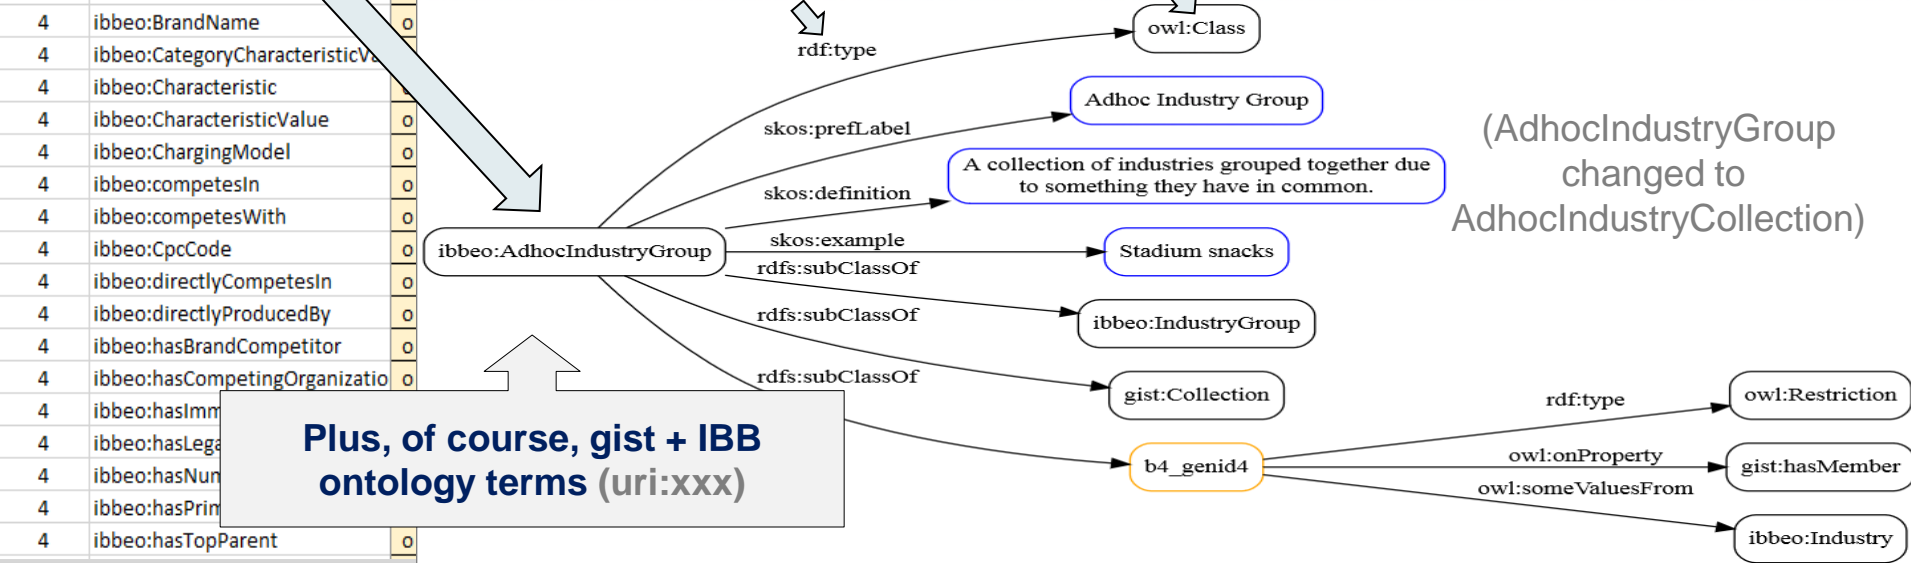 4 ibbeo:BrandName o
4 ibbeo:CategoryCharacteristicVa
4 ibbeo:Characteristic
4 ibbeo:CharacteristicValue o
4 ibbeo:ChargingModel o
4 ibbeo:competesIn o
4 ibbeo:competesWith o
4 ibbeo:CpcCode o
4 ibbeo:directlyCompetesIn o
4 ibbeo:directlyProducedBy o
4 ibbeo:hasBrandCompetitor o
4 ibbeo:hasCompetingOrganizatio o
4 ibbeo:hasImm
4 ibbeo:hasLega
4 ibbeo:hasNum
4 ibbeo:hasPrim
4 ibbeo:hasTopParent o
Plus, of course, gist + IBB
ontology terms (uri:xxx)
ibbeo:AdhocIndustryGroup
rdf:type
owl:Class
skos:prefLabel
Adhoc Industry Group
skos:definition
A collection of industries grouped together due
to something they have in common.
skos:example
Stadium snacks
rdfs:subClassOf
ibbeo:IndustryGroup
rdfs:subClassOf
gist:Collection
rdfs:subClassOf
b4_genid4
rdf:type
owl:Restriction
owl:onProperty
gist:hasMember
owl:someValuesFrom
ibbeo:Industry
(AdhocIndustryGroup
changed to
AdhocIndustryCollection)